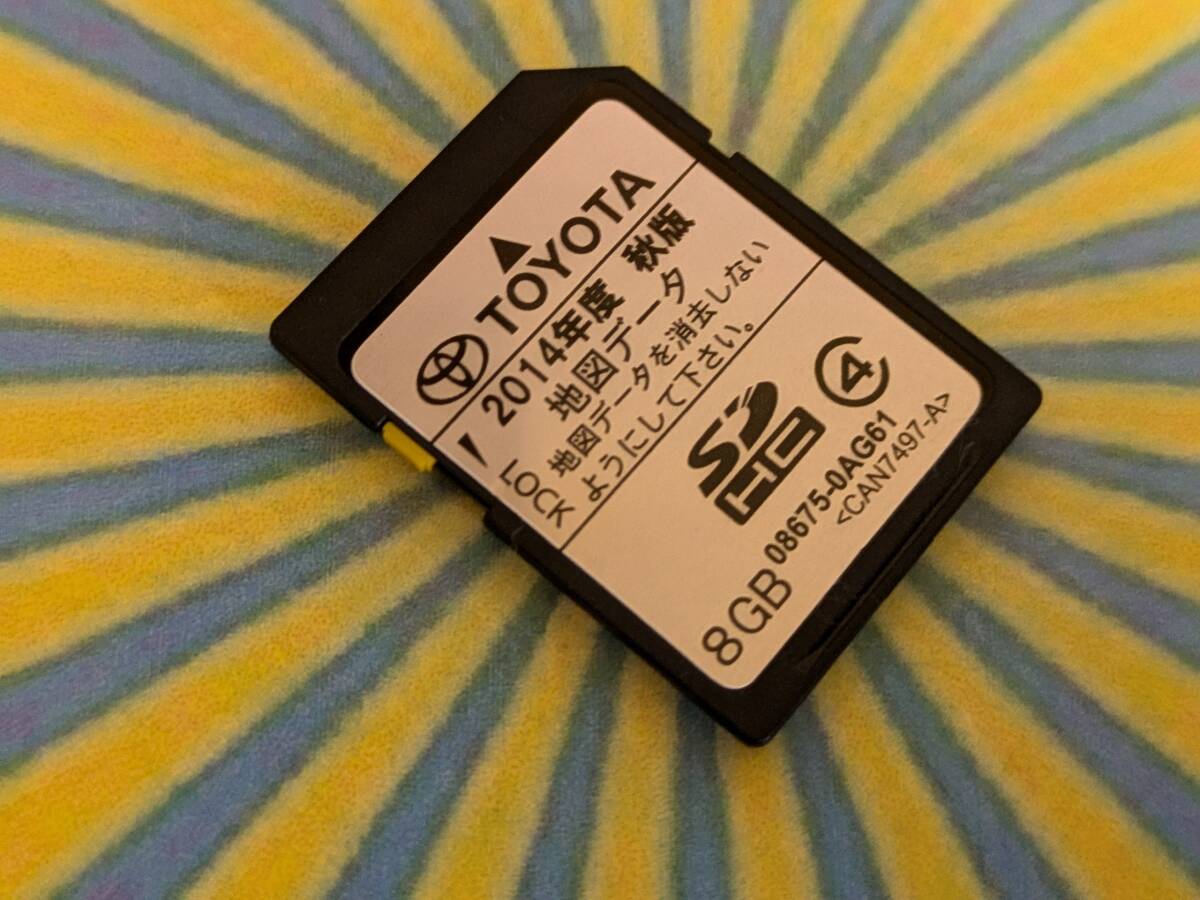 TOYOTA
2014年度 秋版
地図データ
地図データを消去しない
ようにして下さい。
LOCK
SD
HC
4
8GB
08675-0AG61
<CAN7497-A>